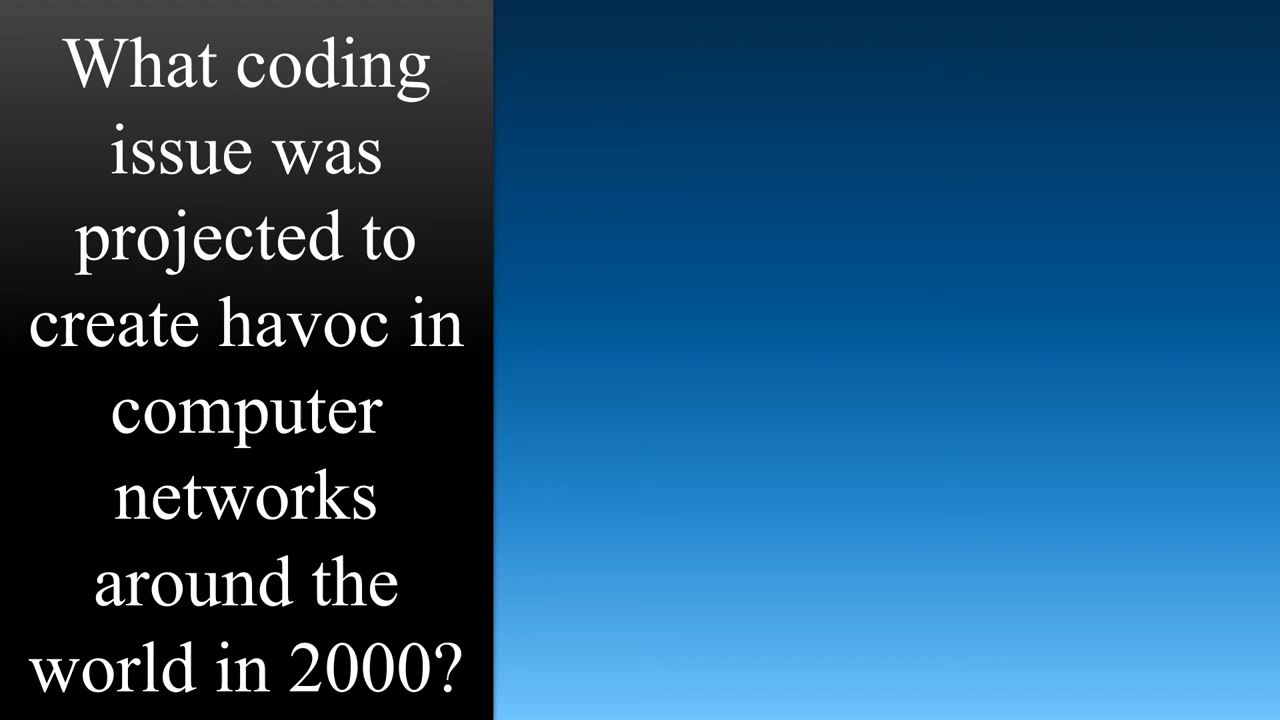 What coding
issue was
projected to
create havoc in
computer
networks
around the
world in 2000?